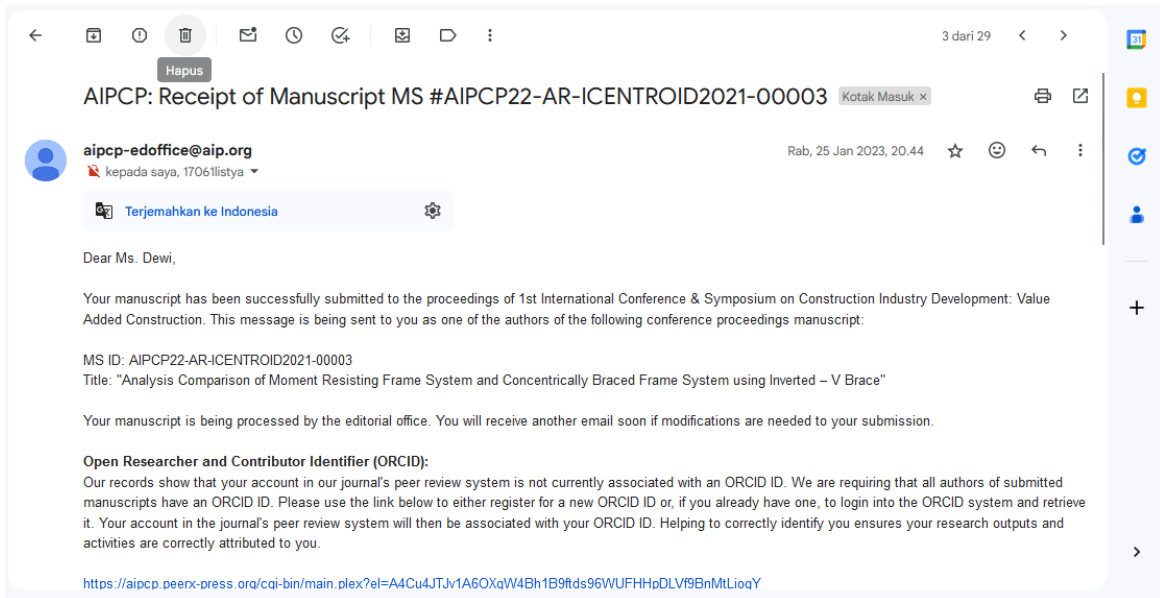 3 dari 29
31
Hapus
AIPCP: Receipt of Manuscript MS #AIPCP22-AR-ICENTROID2021-00003 Kotak Masuk ×
aipcp-edoffice@aip.org Rab, 25 Jan 2023, 20.44
kepada saya, 17061listya
Terjemahkan ke Indonesia
Dear Ms. Dewi,
Your manuscript has been successfully submitted to the proceedings of 1st International Conference & Symposium on Construction Industry Development: Value
Added Construction. This message is being sent to you as one of the authors of the following conference proceedings manuscript:
MS ID: AIPCP22-AR-ICENTROID2021-00003
Title: "Analysis Comparison of Moment Resisting Frame System and Concentrically Braced Frame System using Inverted – V Brace"
Your manuscript is being processed by the editorial office. You will receive another email soon if modifications are needed to your submission.
Open Researcher and Contributor Identifier (ORCID):
Our records show that your account in our journal's peer review system is not currently associated with an ORCID ID. We are requiring that all authors of submitted
manuscripts have an ORCID ID. Please use the link below to either register for a new ORCID ID or, if you already have one, to login into the ORCID system and retrieve
it. Your account in the journal's peer review system will then be associated with your ORCID ID. Helping to correctly identify you ensures your research outputs and
activities are correctly attributed to you.
https://aipcp.peerx-press.org/cgi-bin/main.plex?el=A4Cu4JTJv1A6OXqW4Bh1B9ftds96WUFHHpDLVf9BnMtLiogY